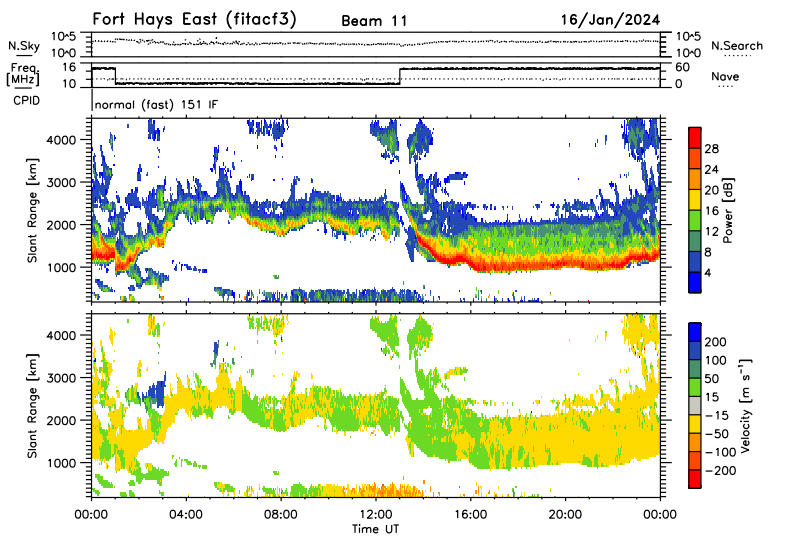 Fort Hays East (fitacf3) Beam 11 16/Jan/2024
N.Sky 10^5 10^0 10^5 10^0 N.Search
Freq. [MHz] 16 10 60 0 Nave
CPID normal (fast) 151 IF
Slant Range [km] 4000 3000 2000 1000
Power [dB] 28 24 20 16 12 8 4
Slant Range [km] 4000 3000 2000 1000
Velocity [m s⁻¹] 200 100 50 15 −15 −50 −100 −200
00:00 04:00 08:00 12:00 16:00 20:00 00:00
Time UT